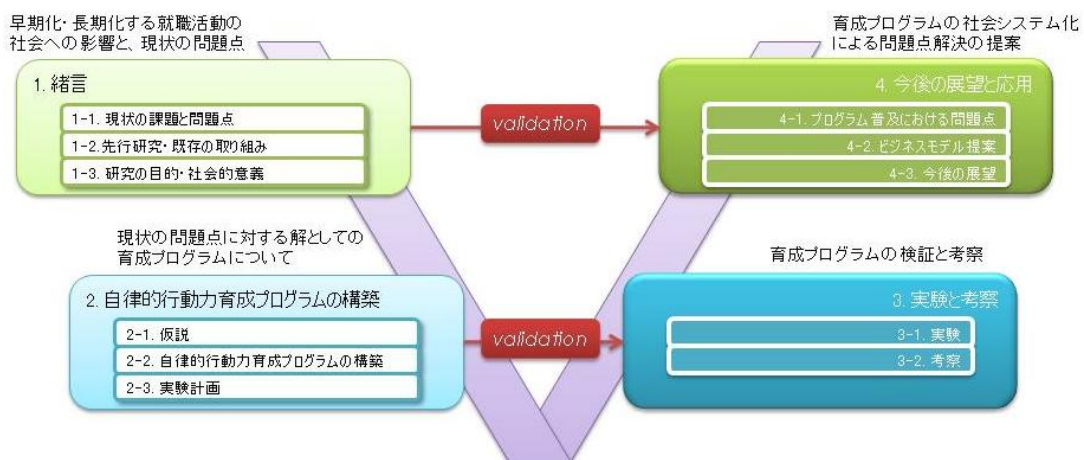 早期化・長期化する就職活動の
社会への影響と、現状の問題点
1. 緒言
1-1. 現状の課題と問題点
1-2.先行研究・既存の取り組み
1-3. 研究の目的・社会的意義
validation
育成プログラムの社会システム化
による問題点解決の提案
4. 今後の展望と応用
4-1.プログラム普及における問題点
4-2.ビジネスモデル提案
4-3. 今後の展望
現状の問題点に対する解としての
育成プログラムについて
2. 自律的行動力育成プログラムの構築
2-1. 仮説
2-2. 自律的行動力育成プログラムの構築
2-3. 実験計画
validation
育成プログラムの検証と考察
3. 実験と考察
3-1. 実験
3-2. 考察